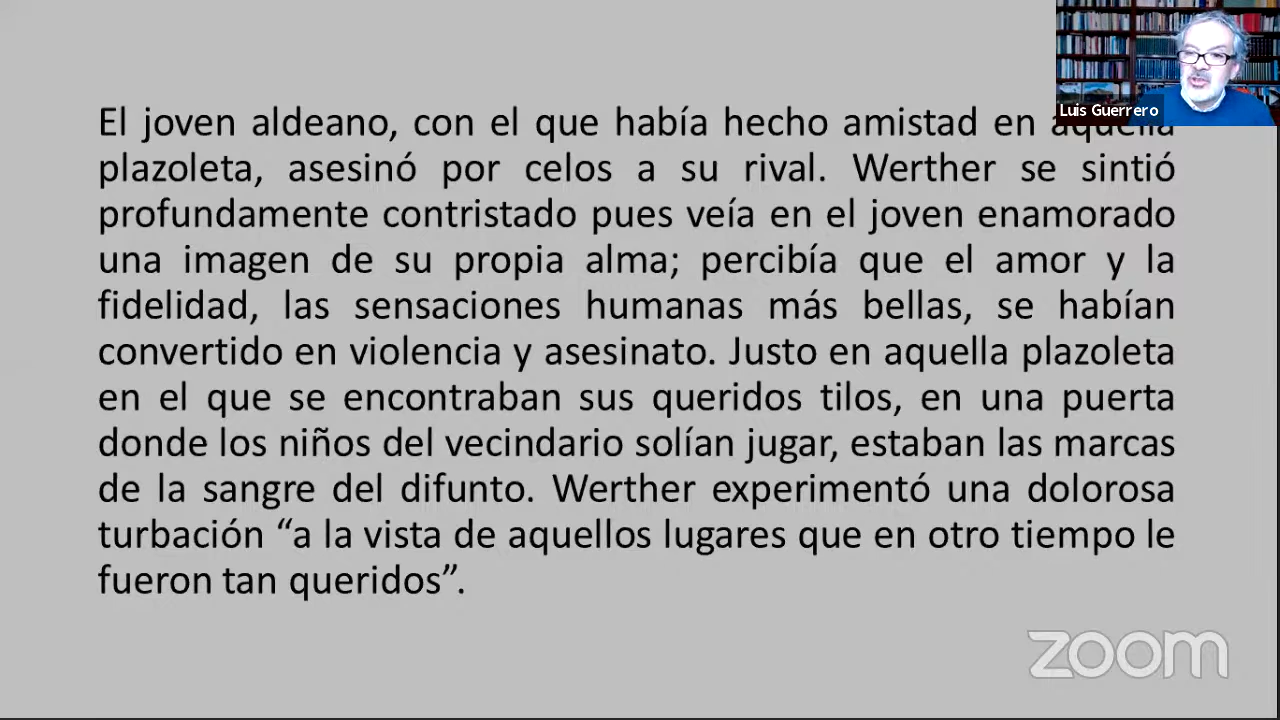 Luis Guerrero
El joven aldeano, con el que había hecho amistad en aquella
plazoleta, asesinó por celos a su rival. Werther se sintió
profundamente contristado pues veía en el joven enamorado
una imagen de su propia alma; percibía que el amor y la
fidelidad, las sensaciones humanas más bellas, se habían
convertido en violencia y asesinato. Justo en aquella plazoleta
en el que se encontraban sus queridos tilos, en una puerta
donde los niños del vecindario solían jugar, estaban las marcas
de la sangre del difunto. Werther experimentó una dolorosa
turbación “a la vista de aquellos lugares que en otro tiempo le
fueron tan queridos”.
zoom